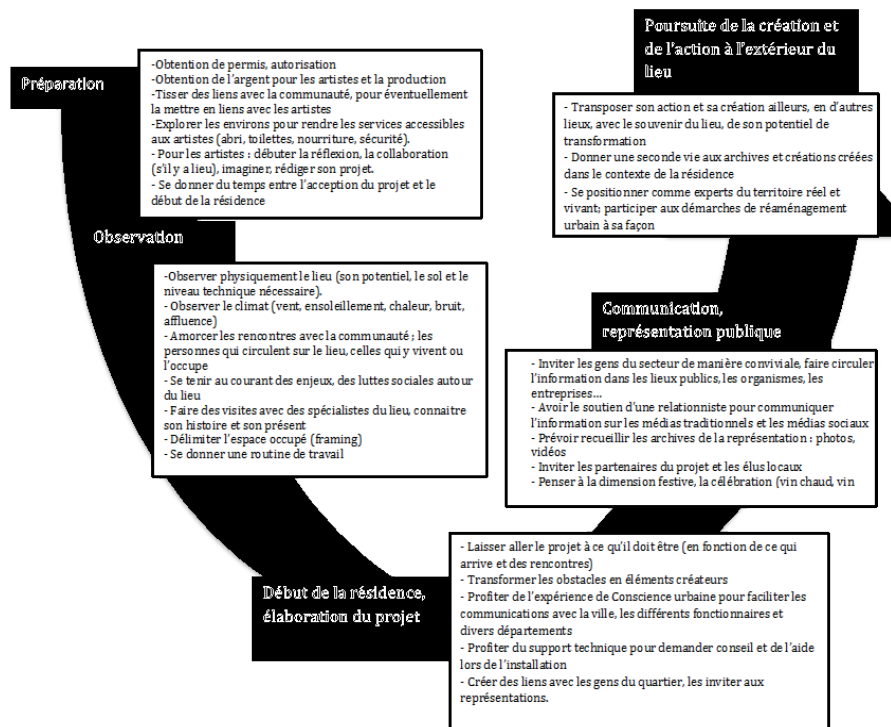 Préparation
-Obtention de permis, autorisation
-Obtention de l'argent pour les artistes et la production
-Tisser des liens avec la communauté, pour éventuellement
la mettre en liens avec les artistes
-Explorer les environs pour rendre les services accessibles
aux artistes (abri, toilettes, nourriture, sécurité).
- Pour les artistes : débuter la réflexion, la collaboration
(s'il y a lieu), imaginer, rédiger son projet.
- Se donner du temps entre l'acception du projet et le
début de la résidence
Observation
-Observer physiquement le lieu (son potentiel, le sol et le
niveau technique nécessaire).
- Observer le climat (vent, ensoleillement, chaleur, bruit,
affluence)
- Amorcer les rencontres avec la communauté ; les
personnes qui circulent sur le lieu, celles qui y vivent ou
l'occupe
- Se tenir au courant des enjeux, des luttes sociales autour
du lieu
- Faire des visites avec des spécialistes du lieu, connaitre
son histoire et son présent
- Délimiter l'espace occupé (framing)
- Se donner une routine de travail
Début de la résidence,
élaboration du projet
- Laisser aller le projet à ce qu'il doit être (en fonction de ce qui
arrive et des rencontres)
- Transformer les obstacles en éléments créateurs
- Profiter de l'expérience de Conscience urbaine pour faciliter les
communications avec la ville, les différents fonctionnaires et
divers départements
- Profiter du support technique pour demander conseil et de l'aide
lors de l'installation
- Créer des liens avec les gens du quartier, les inviter aux
représentations.
Communication,
représentation publique
- Inviter les gens du secteur de manière conviviale, faire circuler
l'information dans les lieux publics, les organismes, les
entreprises...
- Avoir le soutien d'une relationniste pour communiquer
l'information sur les médias traditionnels et les médias sociaux
- Prévoir recueillir les archives de la représentation : photos,
vidéos
- Inviter les partenaires du projet et les élus locaux
- Penser à la dimension festive, la célébration (vin chaud, vin
Poursuite de la création et
de l'action à l'extérieur du
lieu
- Transposer son action et sa création ailleurs, en d'autres
lieux, avec le souvenir du lieu, de son potentiel de
transformation
- Donner une seconde vie aux archives et créations créées
dans le contexte de la résidence
- Se positionner comme experts du territoire réel et
vivant; participer aux démarches de réaménagement
urbain à sa façon